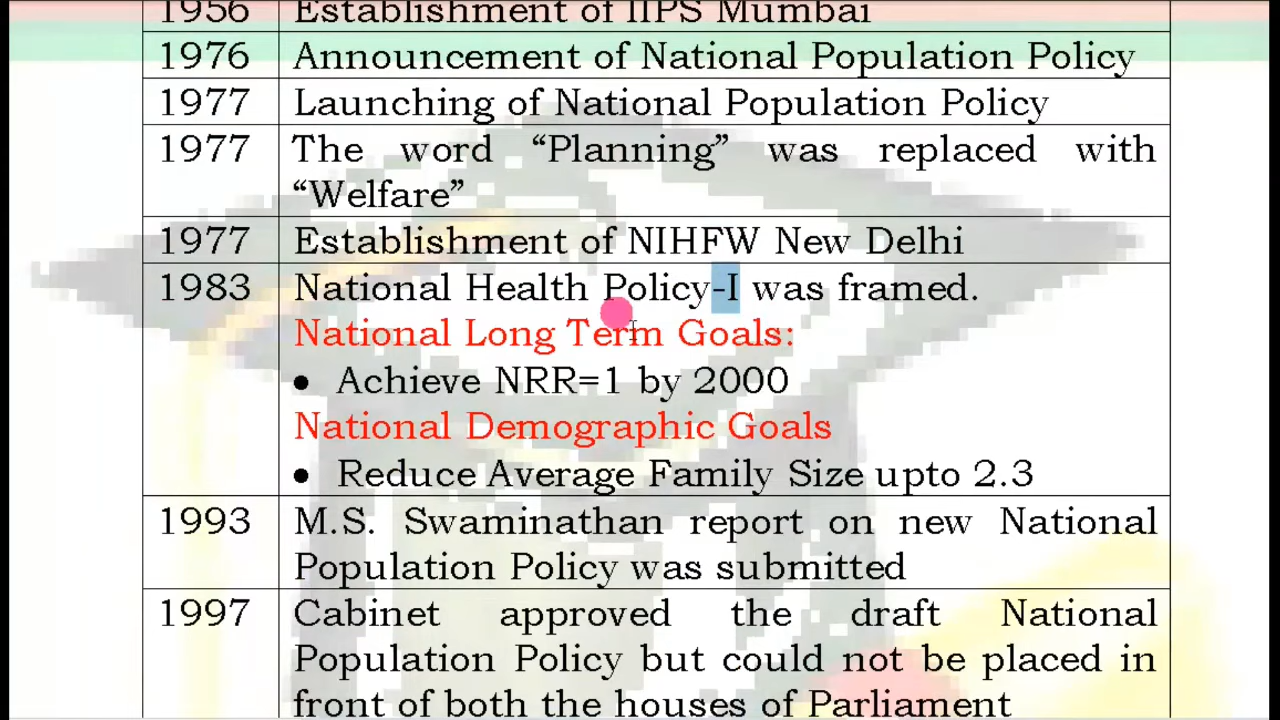 1956 Establishment of IIPS Mumbai
1976 Announcement of National Population Policy
1977 Launching of National Population Policy
1977 The word “Planning” was replaced with
“Welfare”
1977 Establishment of NIHFW New Delhi
1983 National Health Policy-I was framed.
National Long Term Goals:
• Achieve NRR=1 by 2000
National Demographic Goals
• Reduce Average Family Size upto 2.3
1993 M.S. Swaminathan report on new National
Population Policy was submitted
1997 Cabinet approved the draft National
Population Policy but could not be placed in
front of both the houses of Parliament